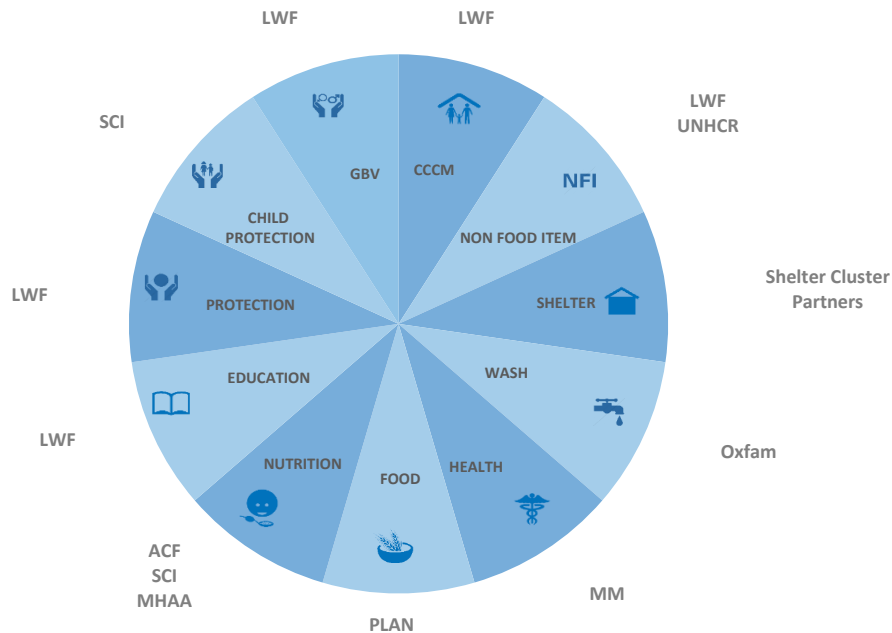 LWF
LWF
SCI
LWF
UNHCR
NFI
GBV
CCCM
CHILD
PROTECTION
NON FOOD ITEM
LWF
PROTECTION
SHELTER
Shelter Cluster
Partners
EDUCATION
WASH
LWF
Oxfam
NUTRITION
FOOD
HEALTH
ACF
SCI
MHAA
MM
PLAN